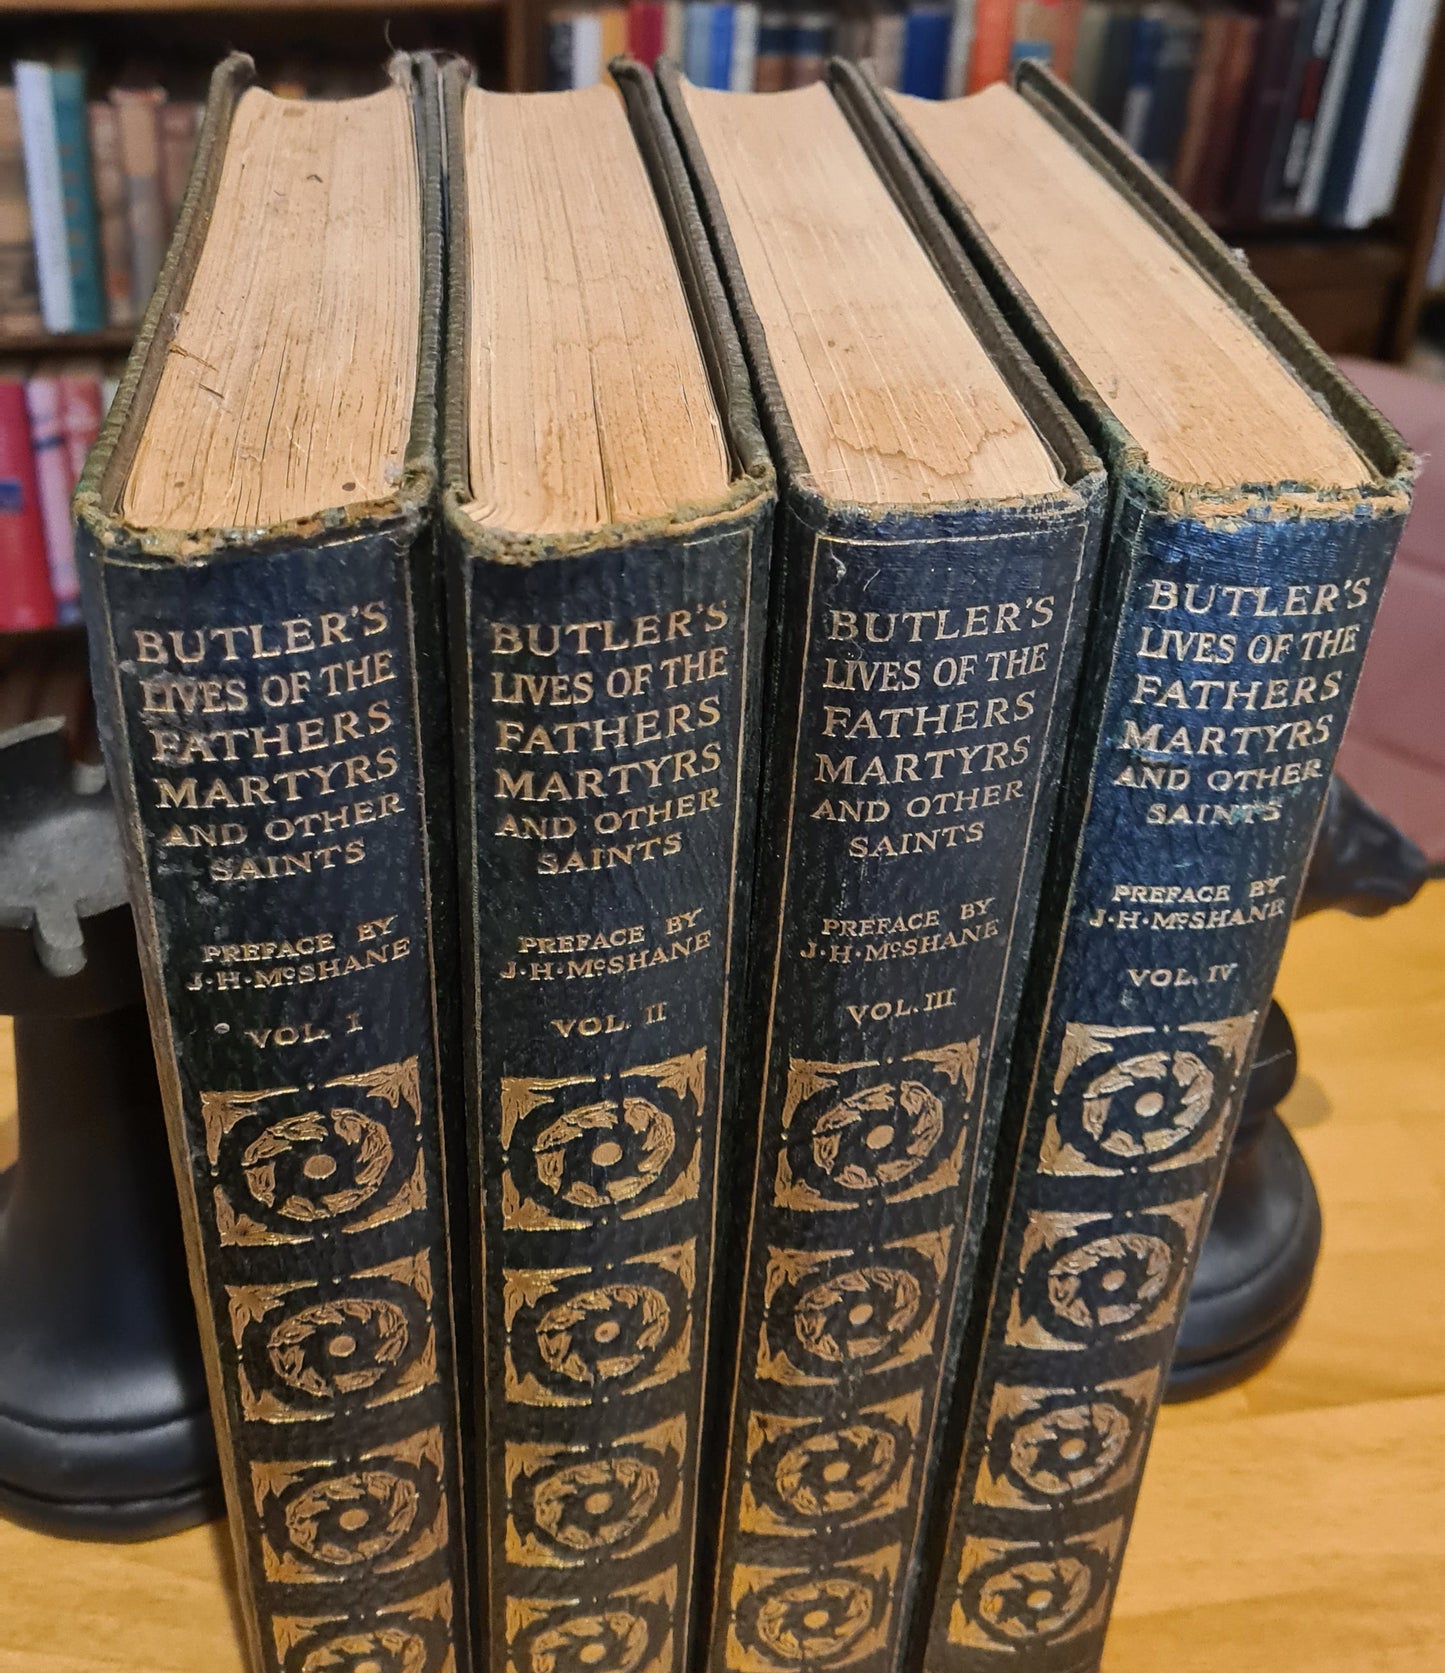 BUTLER'S
LIVES OF THE
FATHERS
MARTYRS
AND OTHER
SAINTS
PREFACE BY
J·H·McSHANE
VOL. I
BUTLER'S
LIVES OF THE
FATHERS
MARTYRS
AND OTHER
SAINTS
PREFACE BY
J·H·McSHANE
VOL. II
BUTLER'S
LIVES OF THE
FATHERS
MARTYRS
AND OTHER
SAINTS
PREFACE BY
J·H·McSHANE
VOL. III
BUTLER'S
LIVES OF THE
FATHERS
MARTYRS
AND OTHER
SAINTS
PREFACE BY
J·H·McSHANE
VOL. IV